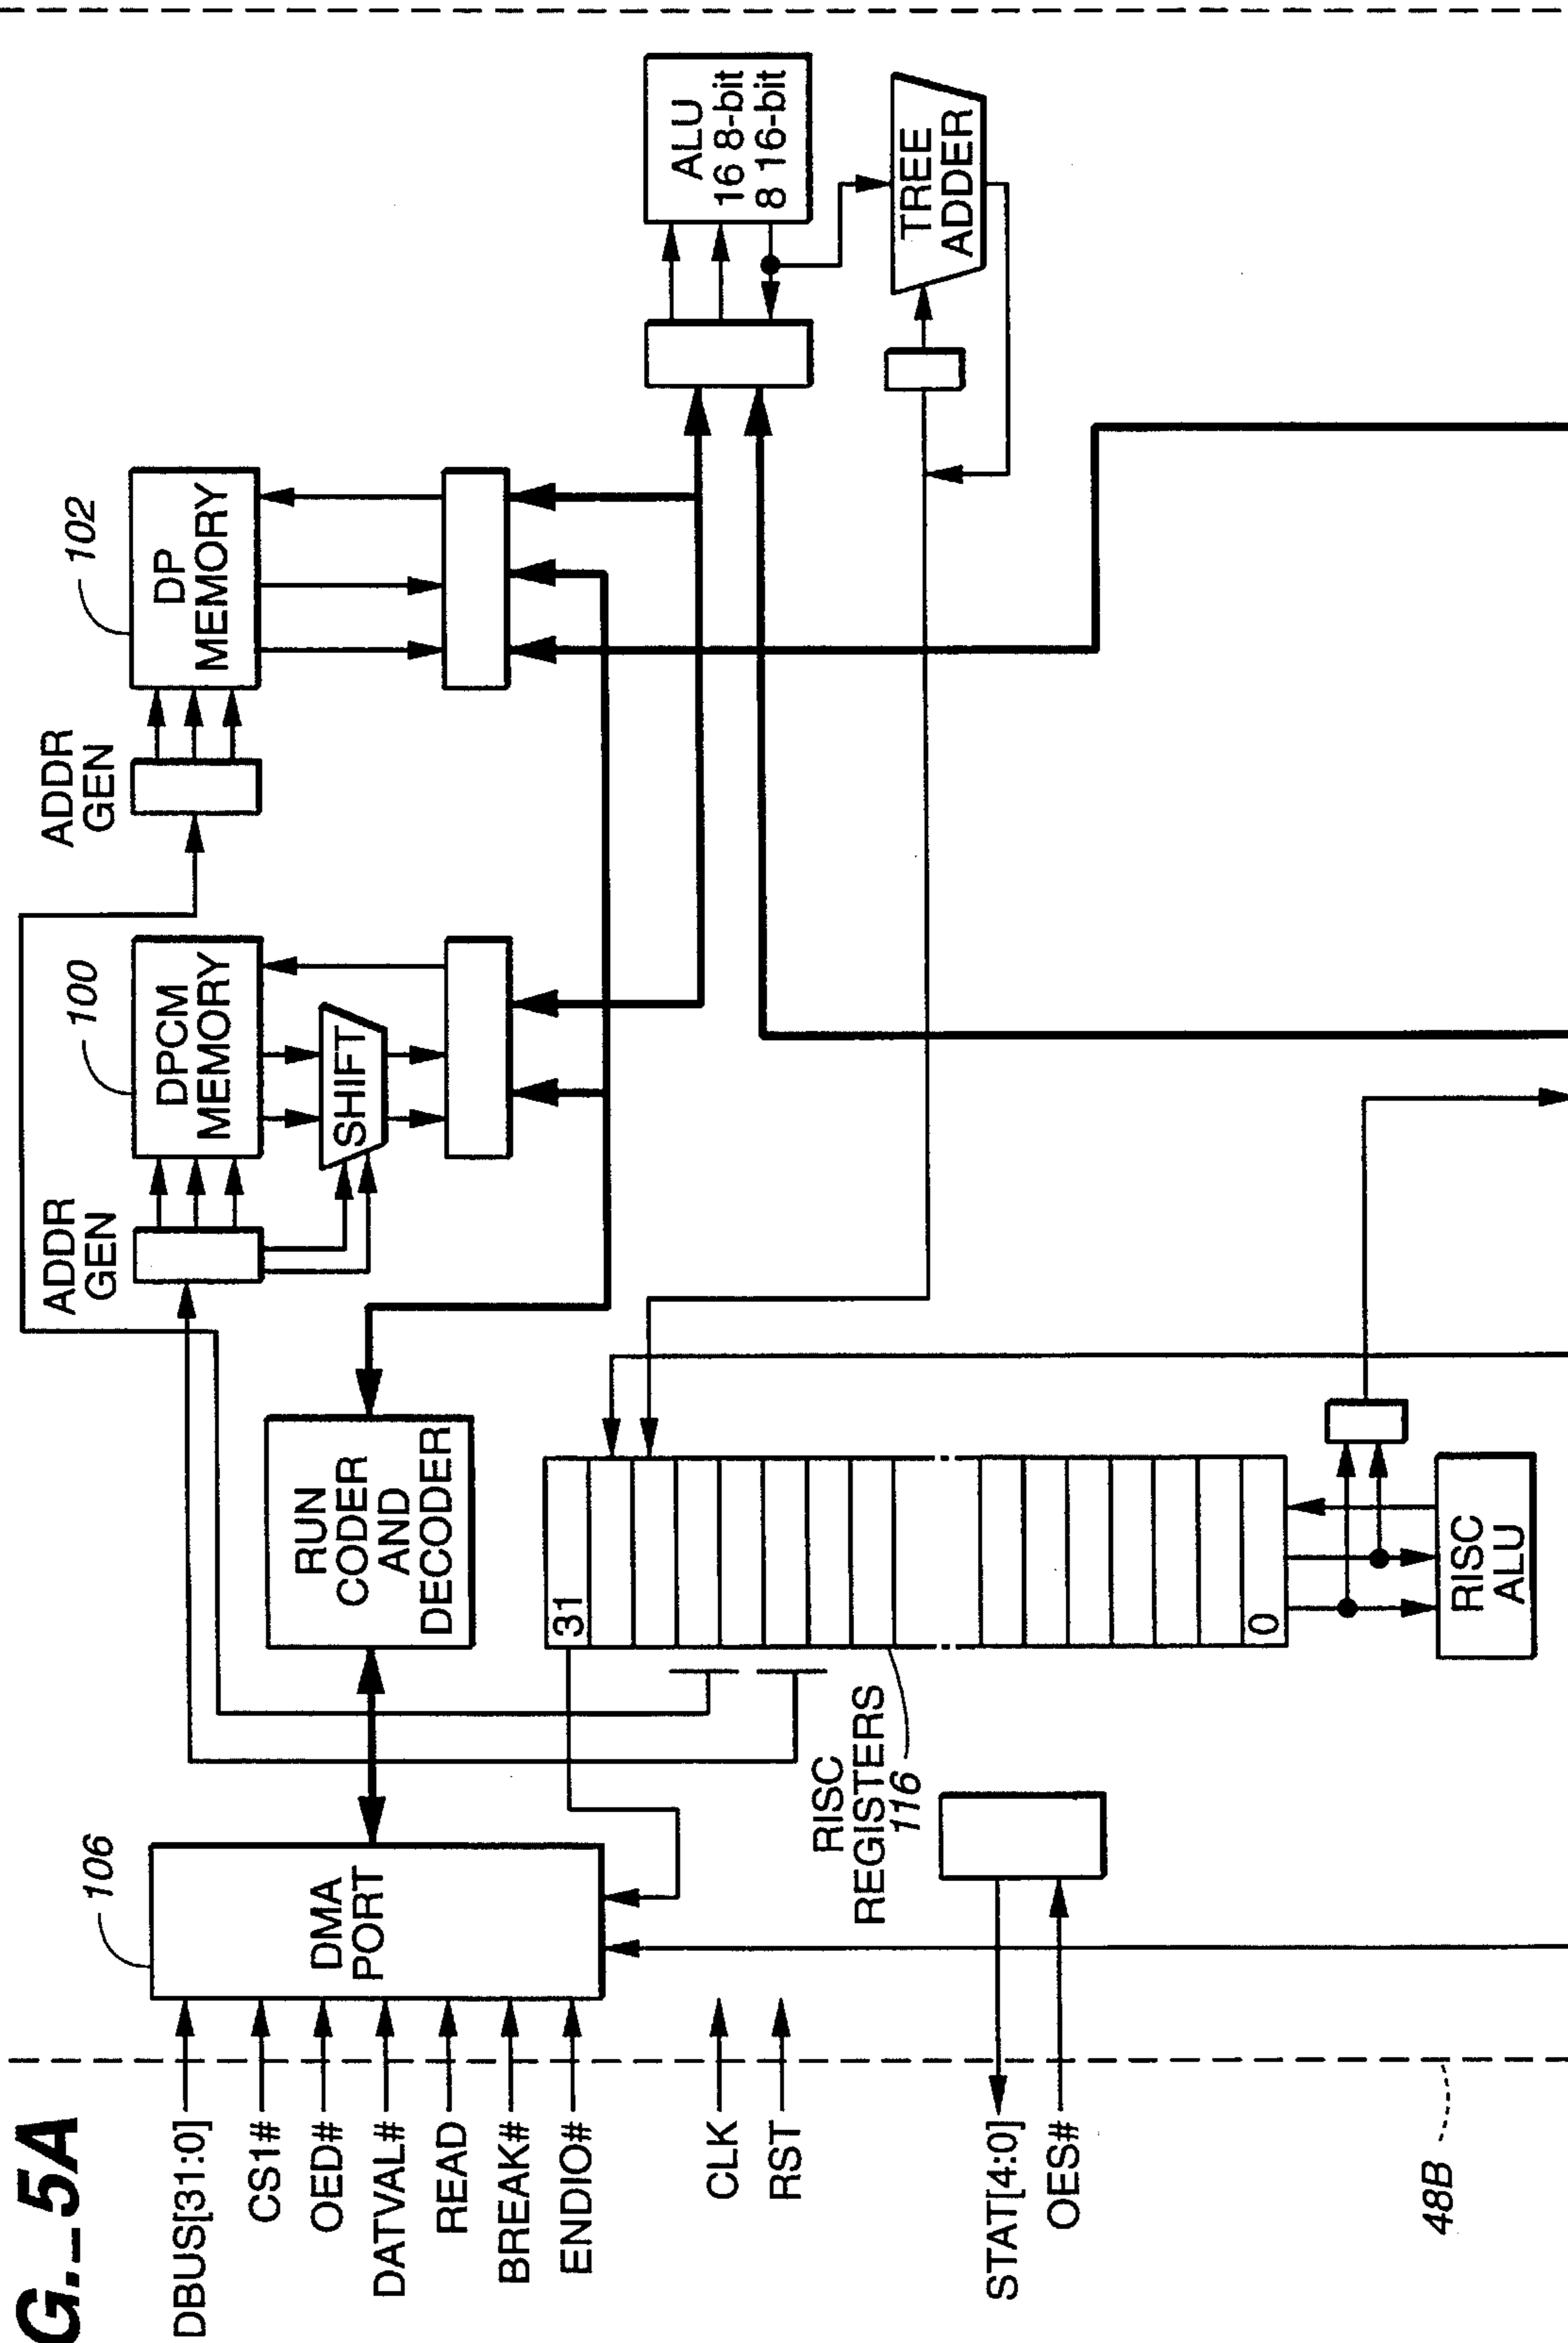 G._5A
DBUS[31:0]
CS1#
OED#
DATVAL#
READ
BREAK#
ENDIO#
CLK
RST
STAT[4:0]
OES#
48B
106
DMA
PORT
RUN
CODER
AND
DECODER
31
0
RISC
REGISTERS
116
RISC
ALU
ADDR
GEN
100
DPCM
MEMORY
SHIFT
ADDR
GEN
102
DP
MEMORY
ALU
16 8-bit
8 16-bit
TREE
ADDER